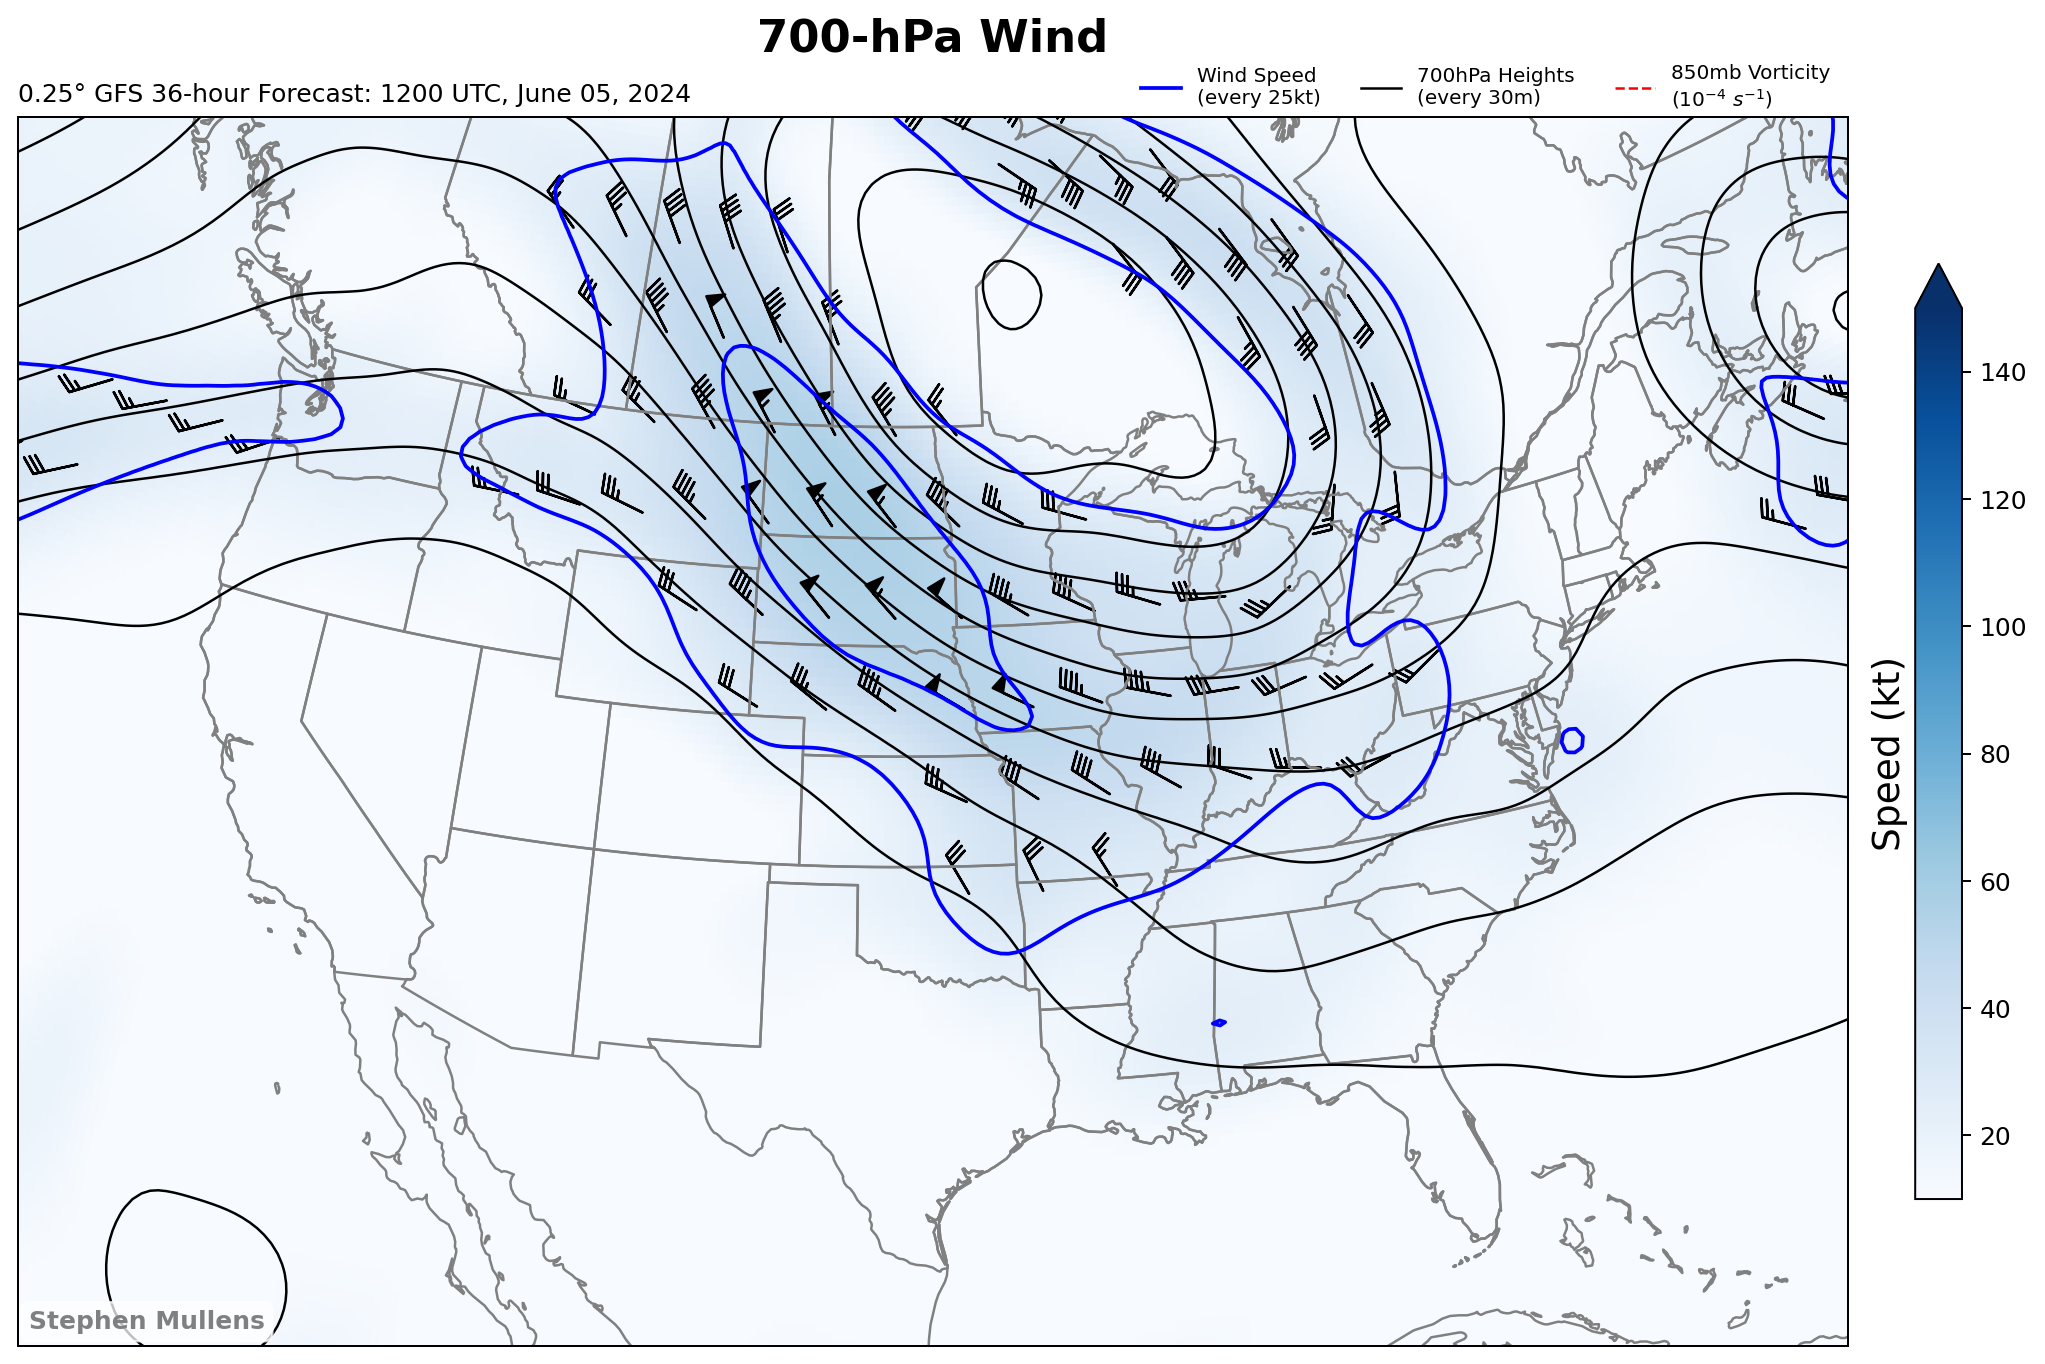 700-hPa Wind
0.25° GFS 36-hour Forecast: 1200 UTC, June 05, 2024
Wind Speed
(every 25kt)
700hPa Heights
(every 30m)
850mb Vorticity
(10⁻⁴ s⁻¹)
140
120
100
80
60
40
20
Speed (kt)
Stephen Mullens